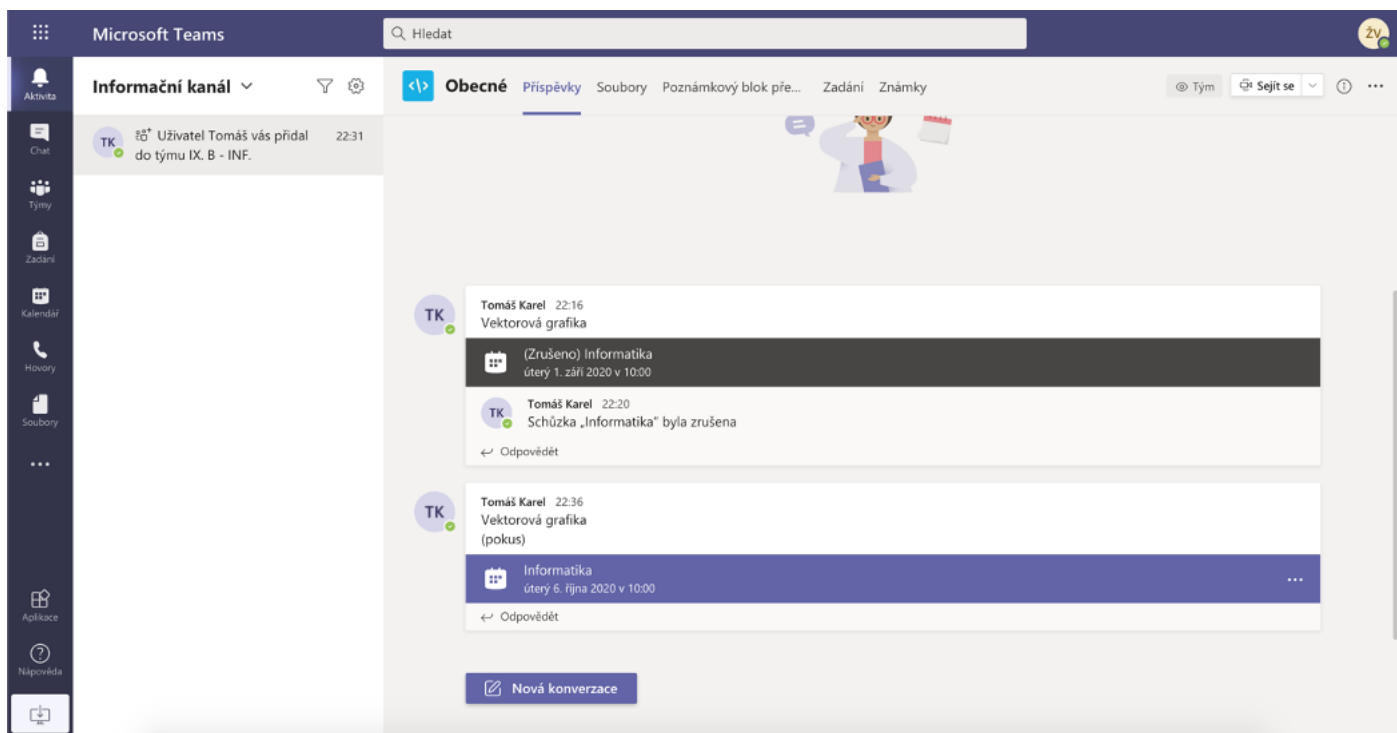 Microsoft Teams
Hledat
ŽV
Aktivita
Chat
Týmy
Zadání
Kalendář
Hovory
Soubory
Aplikace
Nápověda
Informační kanál
TK
Uživatel Tomáš vás přidal 22:31
do týmu IX. B - INF.
Obecné Příspěvky Soubory Poznámkový blok pře... Zadání Známky
Tým Sejít se
TK
Tomáš Karel 22:16
Vektorová grafika
(Zrušeno) Informatika
úterý 1. září 2020 v 10:00
TK
Tomáš Karel 22:20
Schůzka „Informatika“ byla zrušena
Odpovědět
TK
Tomáš Karel 22:36
Vektorová grafika
(pokus)
Informatika
úterý 6. října 2020 v 10:00
Odpovědět
Nová konverzace